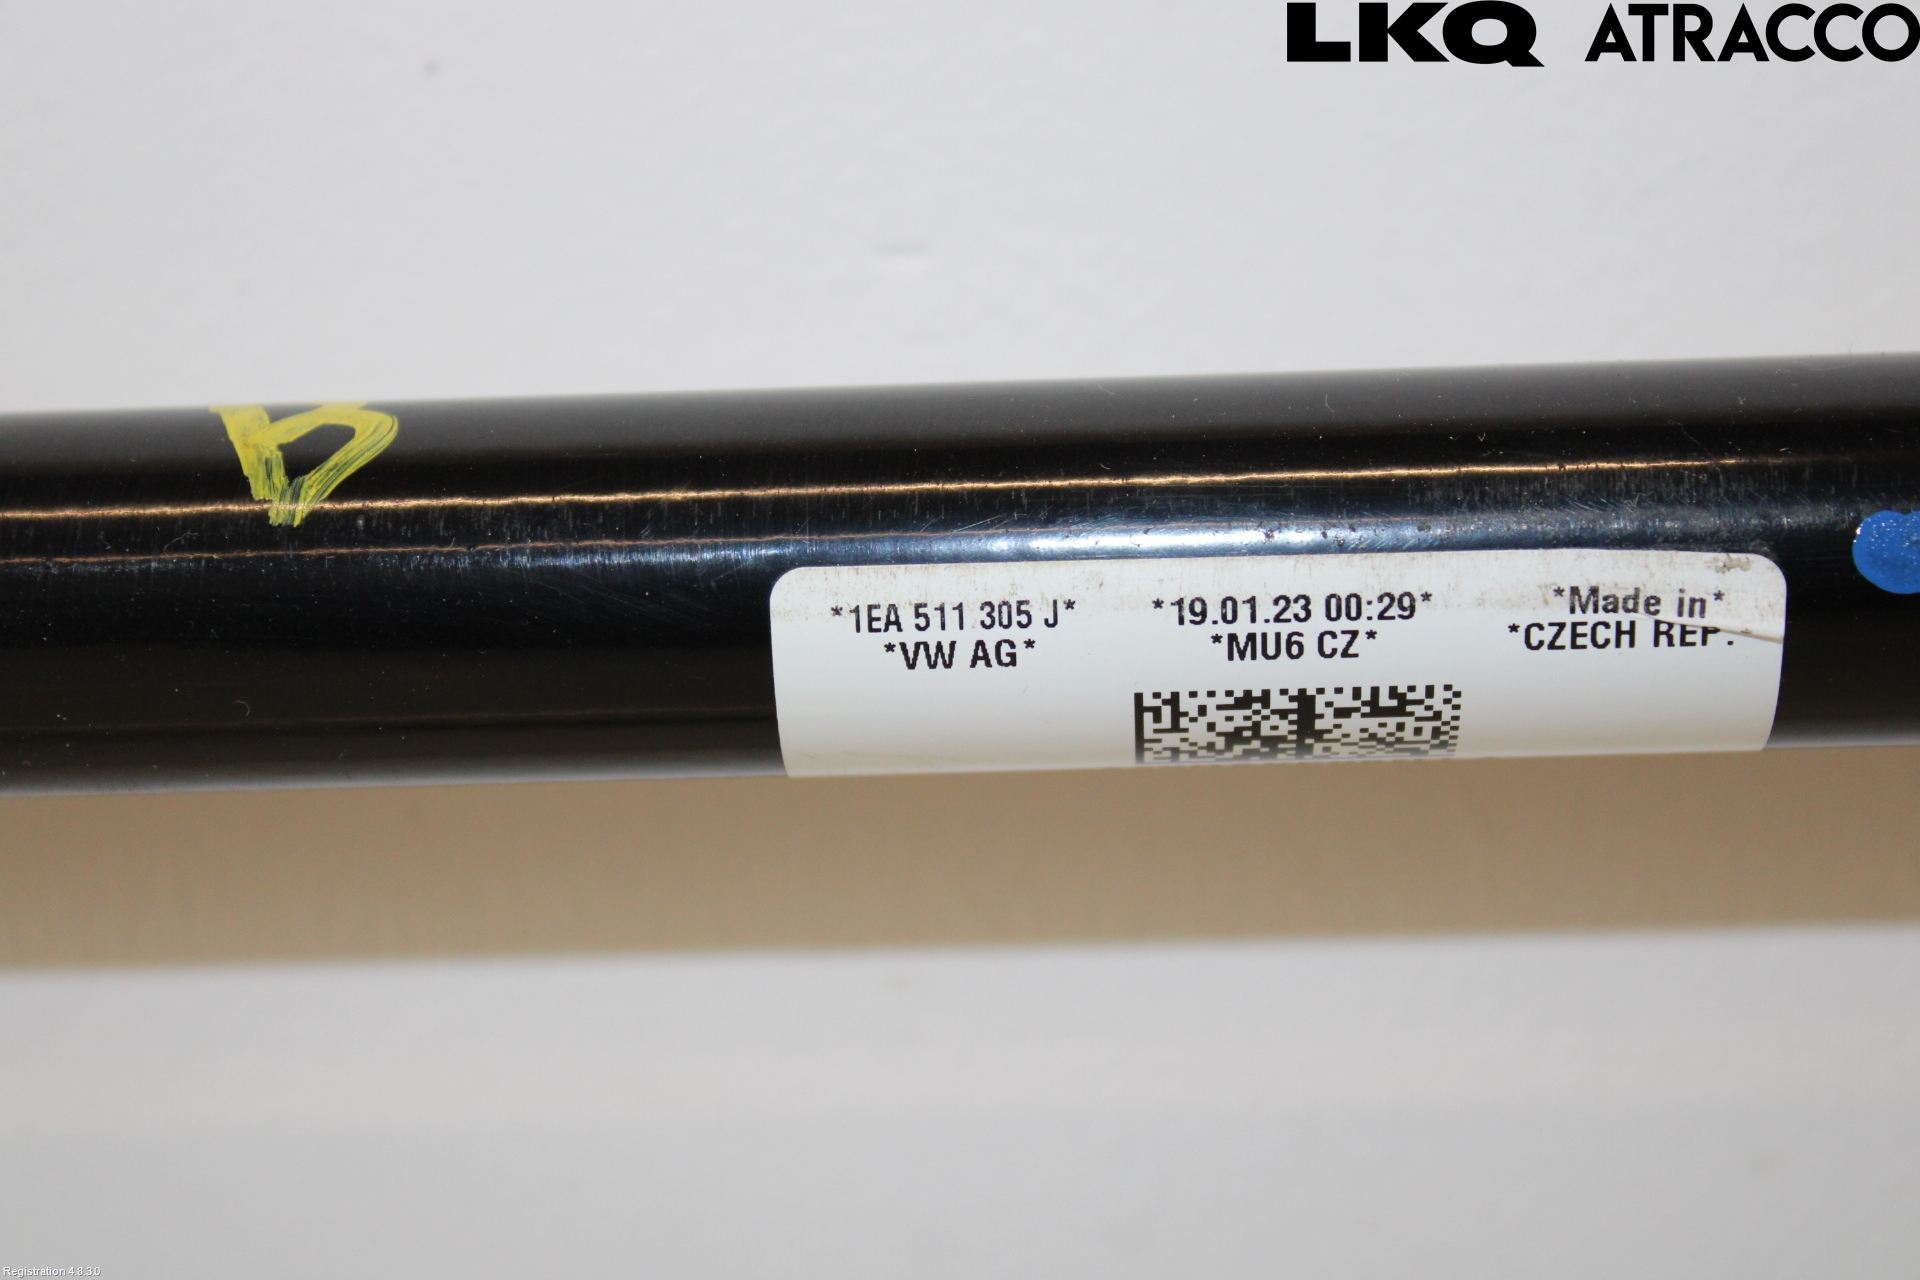 LKQ ATRACCO
B
*1EA 511 305 J* *19.01.23 00:29* *Made in*
*VW AG* *MU6 CZ* *CZECH REP.
Registration 4.8.3.0